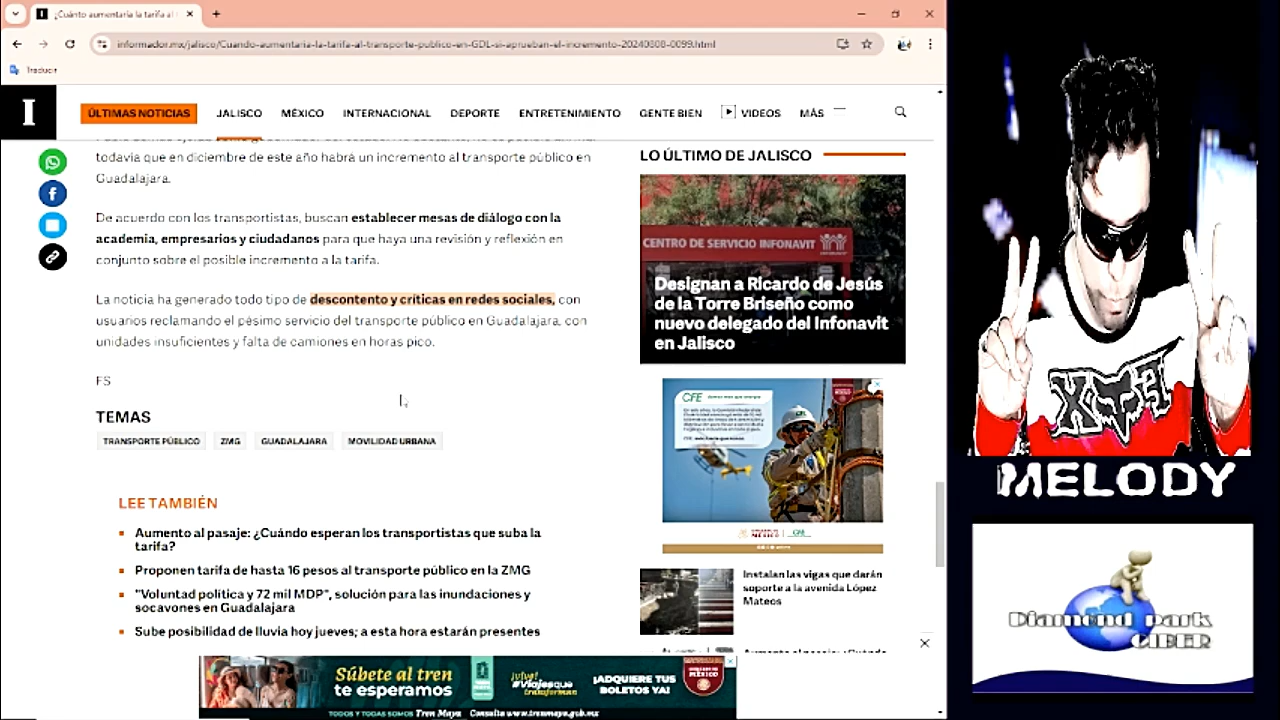 ¿Cuánto aumentaría la tarifa al
informador.mx/jalisco/Cuando-aumentaria-la-tarifa-al-transporte-publico-en-GDL-si-aprueban-el-incremento-20240808-0099.html
Traducir
I
ÚLTIMAS NOTICIAS
JALISCO
MÉXICO
INTERNACIONAL
DEPORTE
ENTRETENIMIENTO
GENTE BIEN
VIDEOS
MÁS
todavía que en diciembre de este año habrá un incremento al transporte público en
Guadalajara.
De acuerdo con los transportistas, buscan establecer mesas de diálogo con la
academia, empresarios y ciudadanos para que haya una revisión y reflexión en
conjunto sobre el posible incremento a la tarifa.
La noticia ha generado todo tipo de descontento y críticas en redes sociales, con
usuarios reclamando el pésimo servicio del transporte público en Guadalajara, con
unidades insuficientes y falta de camiones en horas pico.
FS
TEMAS
TRANSPORTE PÚBLICO
ZMG
GUADALAJARA
MOVILIDAD URBANA
LEE TAMBIÉN
Aumento al pasaje: ¿Cuándo esperan los transportistas que suba la
tarifa?
Proponen tarifa de hasta 16 pesos al transporte público en la ZMG
"Voluntad política y 72 mil MDP", solución para las inundaciones y
socavones en Guadalajara
Sube posibilidad de lluvia hoy jueves; a esta hora estarán presentes
LO ÚLTIMO DE JALISCO
CENTRO DE SERVICIO INFONAVIT
Designan a Ricardo de Jesús
de la Torre Briseño como
nuevo delegado del Infonavit
en Jalisco
CFE
MÉXICO
CFE
Instalan las vigas que darán
soporte a la avenida López
Mateos
Súbete al tren
te esperamos
#Viajesque
transforman
¡ADQUIERE TUS
BOLETOS YA!
TODOS Y TODAS SOMOS Tren Maya Consulta www.trenmaya.gob.mx
MELODY
Diamond park
CIBER